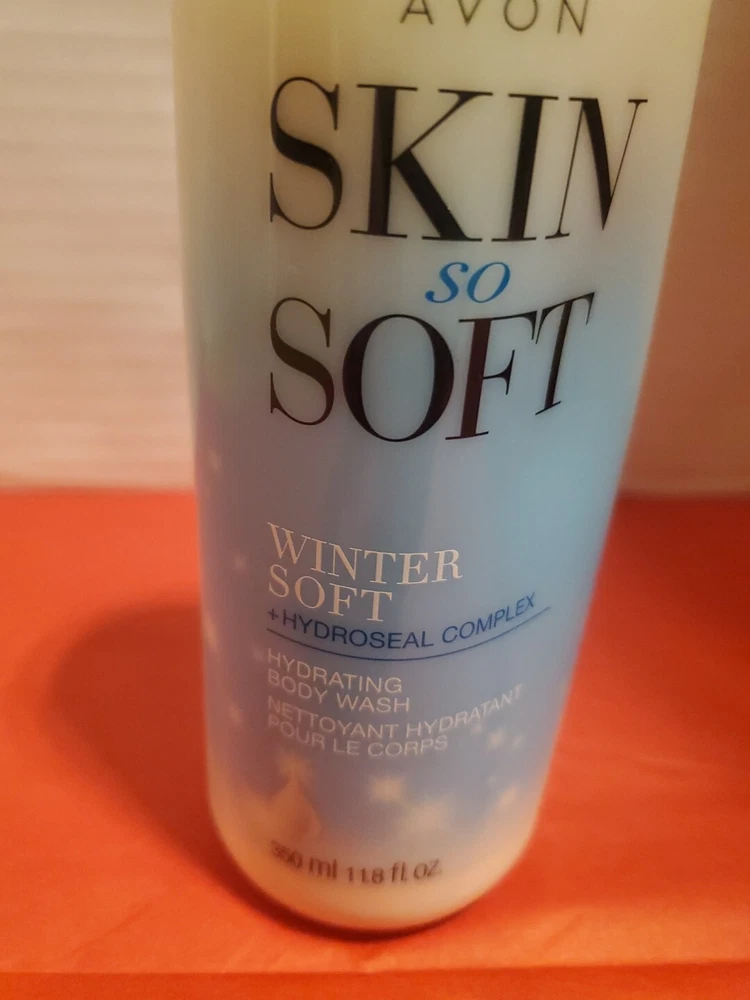 AVON
SKIN
so
SOFT
WINTER
SOFT
+HYDROSEAL COMPLEX
HYDRATING
BODY WASH
NETTOYANT HYDRATANT
POUR LE CORPS
350 ml 11.8 fl. oz.